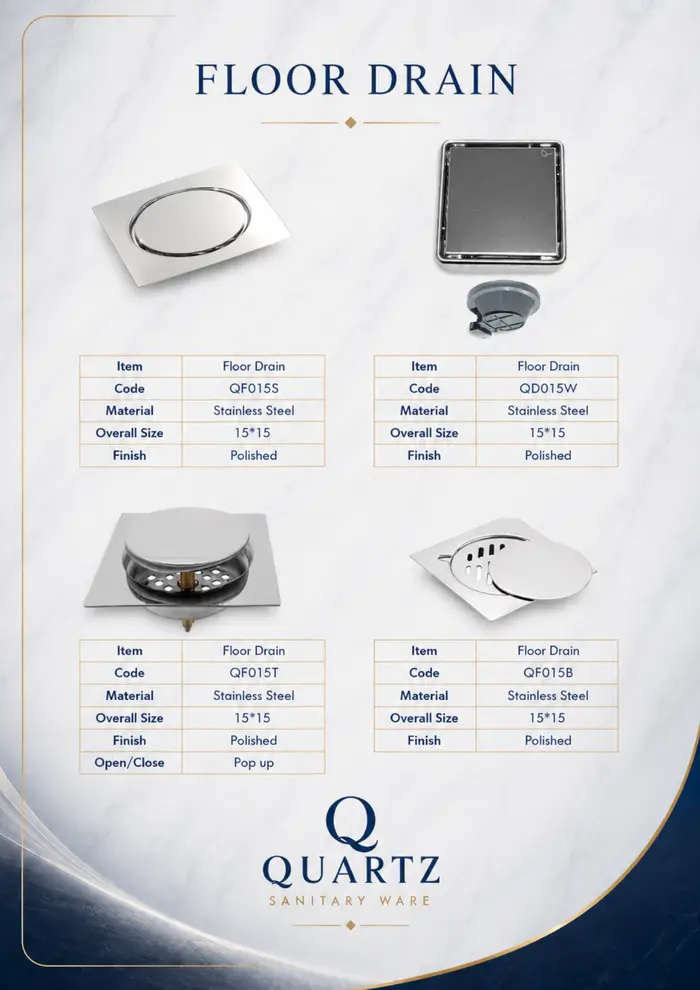 FLOOR DRAIN
Item Floor Drain
Code QF015S
Material Stainless Steel
Overall Size 15*15
Finish Polished
Item Floor Drain
Code QD015W
Material Stainless Steel
Overall Size 15*15
Finish Polished
Item Floor Drain
Code QF015T
Material Stainless Steel
Overall Size 15*15
Finish Polished
Open/Close Pop up
Item Floor Drain
Code QF015B
Material Stainless Steel
Overall Size 15*15
Finish Polished
Q
QUARTZ
SANITARY WARE